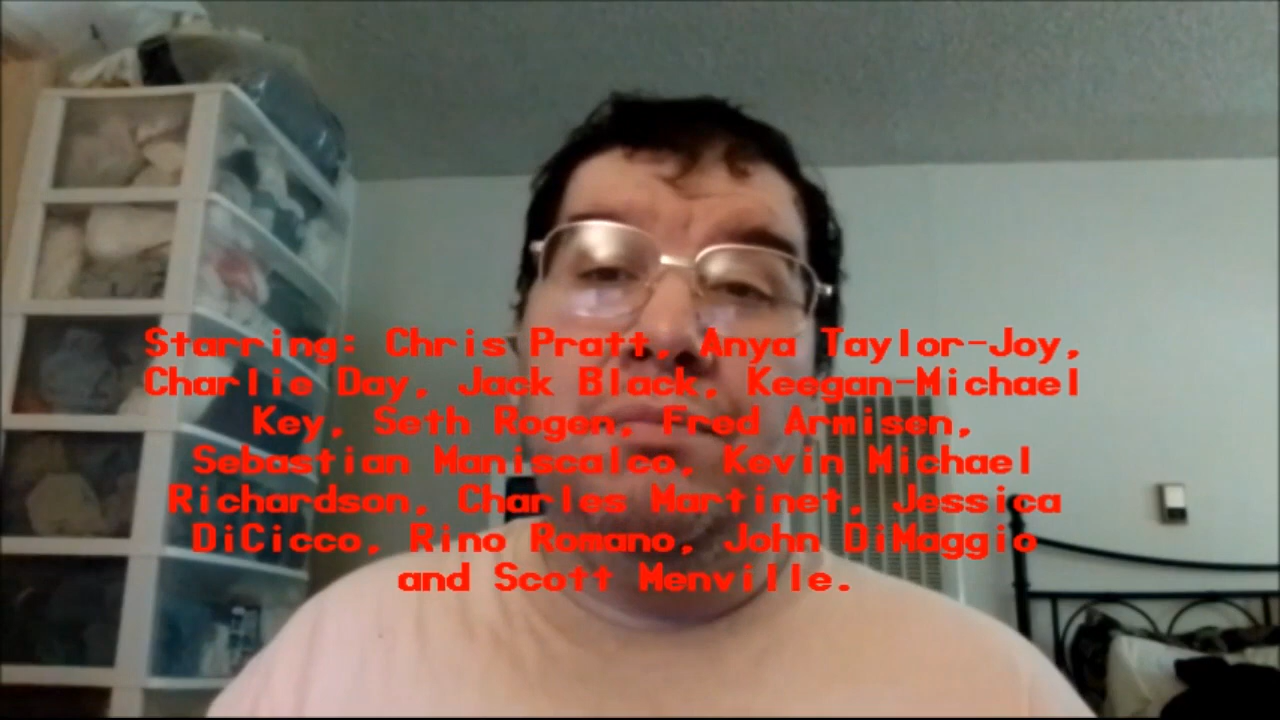 Starring: Chris Pratt, Anya Taylor-Joy,
Charlie Day, Jack Black, Keegan-Michael
Key, Seth Rogen, Fred Armisen,
Sebastian Maniscalco, Kevin Michael
Richardson, Charles Martinet, Jessica
DiCicco, Rino Romano, John DiMaggio
and Scott Menville.